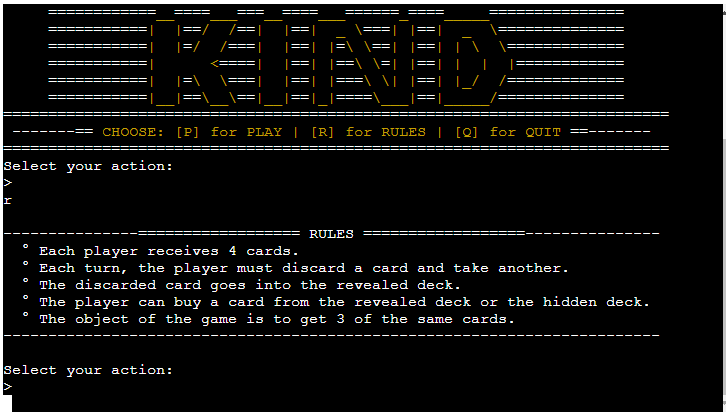 KIND
-------== CHOOSE: [P] for PLAY | [R] for RULES | [Q] for QUIT ==-------
Select your action:
>
r
---------------================== RULES ==================---------------
° Each player receives 4 cards.
° Each turn, the player must discard a card and take another.
° The discarded card goes into the revealed deck.
° The player can buy a card from the revealed deck or the hidden deck.
° The object of the game is to get 3 of the same cards.
Select your action:
>